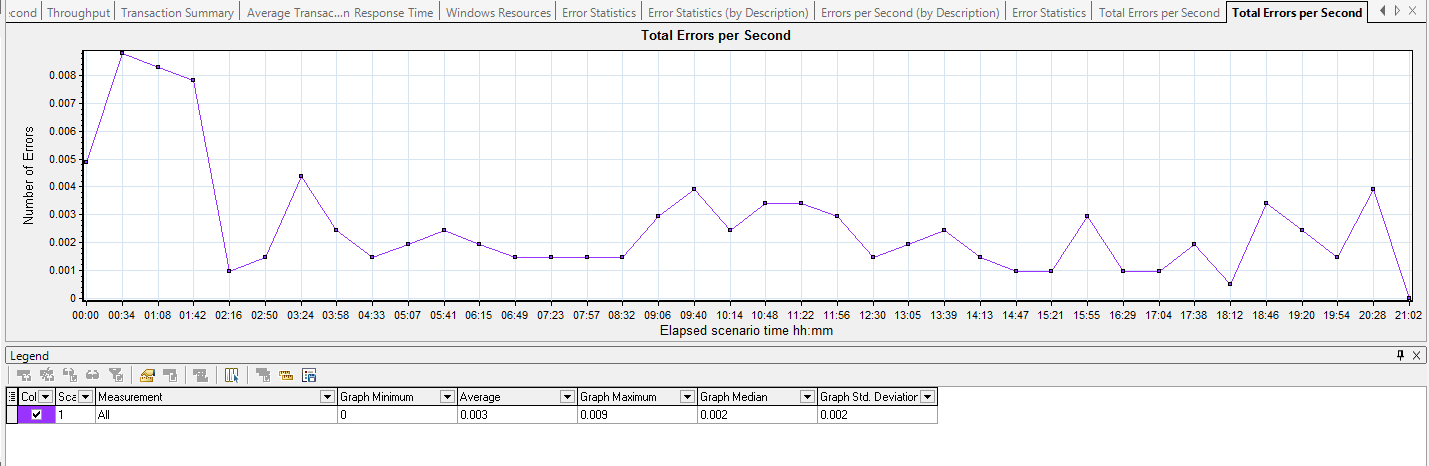 cond Throughput Transaction Summary Average Transac...n Response Time Windows Resources Error Statistics Error Statistics (by Description) Errors per Second (by Description) Error Statistics Total Errors per Second Total Errors per Second
Total Errors per Second
Number of Errors
0.008
0.007
0.006
0.005
0.004
0.003
0.002
0.001
0
00:00 00:34 01:08 01:42 02:16 02:50 03:24 03:58 04:33 05:07 05:41 06:15 06:49 07:23 07:57 08:32 09:06 09:40 10:14 10:48 11:22 11:56 12:30 13:05 13:39 14:13 14:47 15:21 15:55 16:29 17:04 17:38 18:12 18:46 19:20 19:54 20:28 21:02
Elapsed scenario time hh:mm
Legend
Col Sca Measurement Graph Minimum Average Graph Maximum Graph Median Graph Std. Deviation
1 All 0 0.003 0.009 0.002 0.002